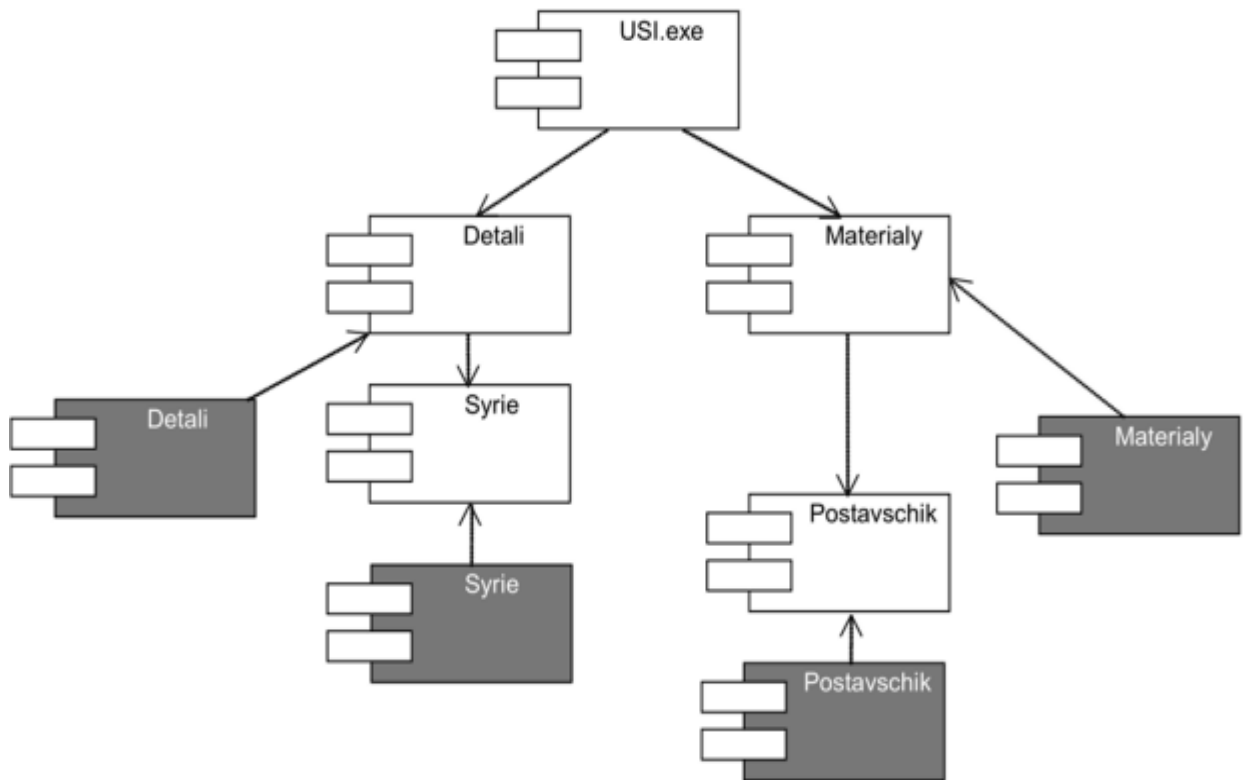 USI.exe
Detali
Materialy
Detali
Syrie
Materialy
Postavschik
Syrie
Postavschik